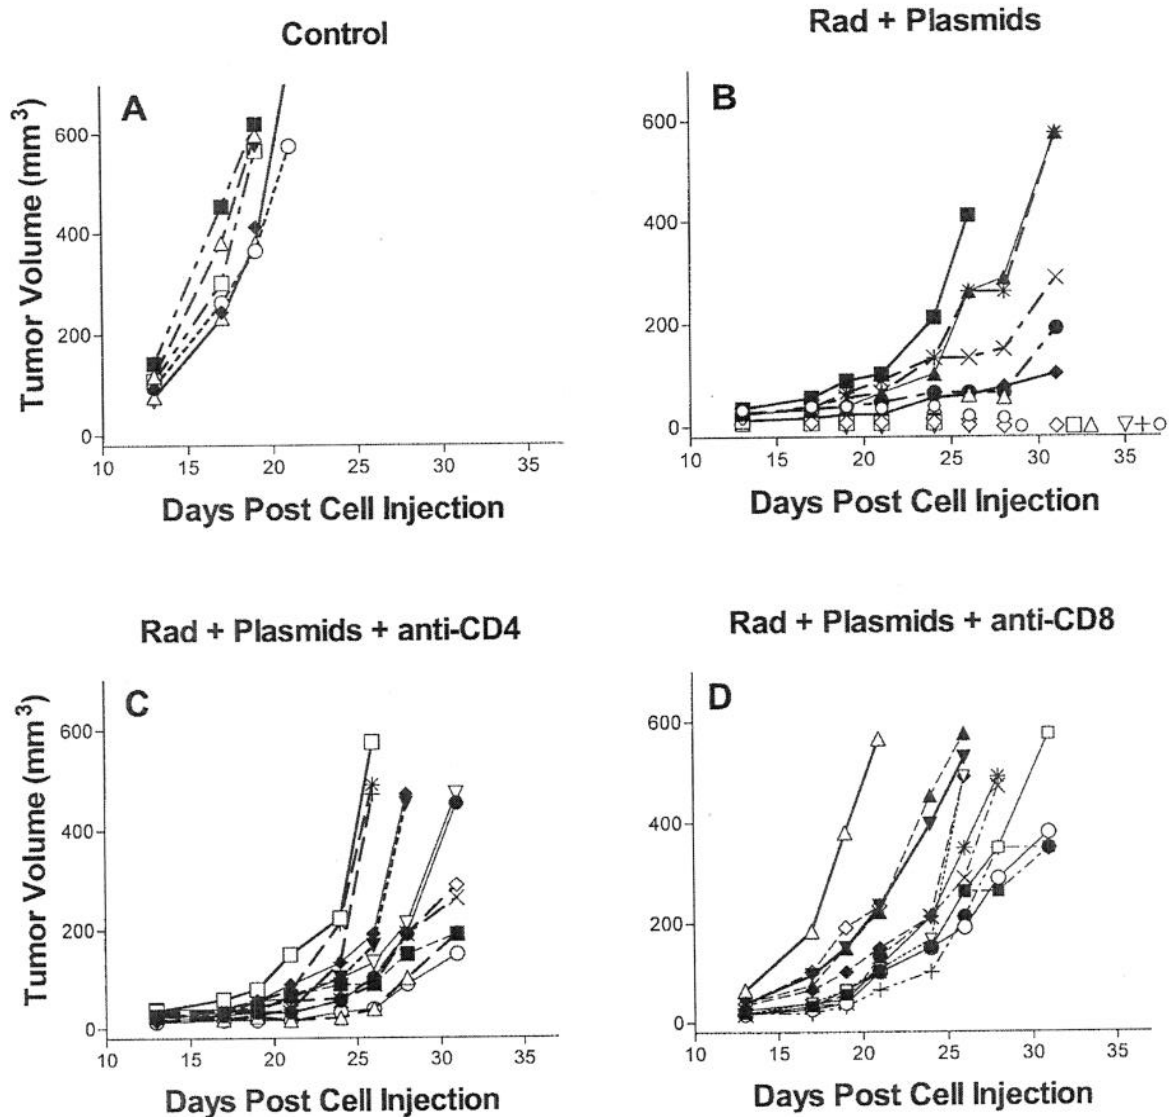 Control
Rad + Plasmids
A
B
Tumor Volume (mm3)
600
400
200
0
10 15 20 25 30 35
Days Post Cell Injection
600
400
200
0
10 15 20 25 30 35
Days Post Cell Injection
Rad + Plasmids + anti-CD4
Rad + Plasmids + anti-CD8
C
D
Tumor Volume (mm3)
600
400
200
0
10 15 20 25 30 35
Days Post Cell Injection
600
400
200
0
10 15 20 25 30 35
Days Post Cell Injection